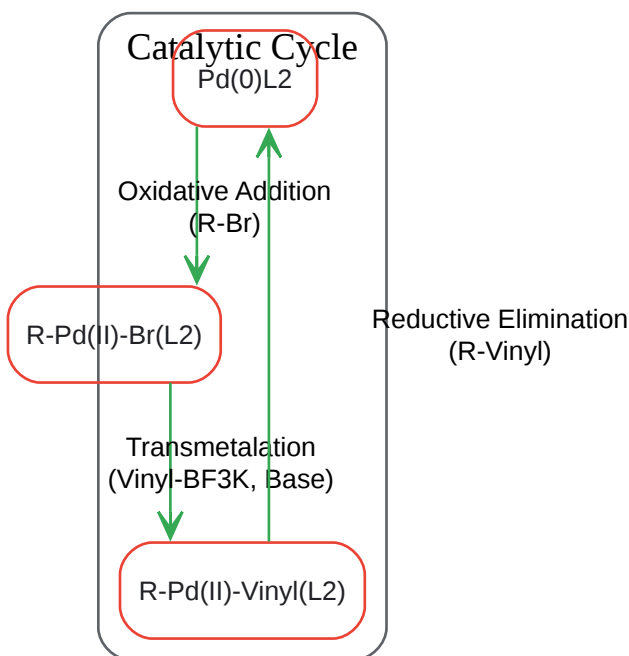 Catalytic Cycle
Pd(0)L2
Oxidative Addition
(R-Br)
R-Pd(II)-Br(L2)
Reductive Elimination
(R-Vinyl)
Transmetalation
(Vinyl-BF3K, Base)
R-Pd(II)-Vinyl(L2)